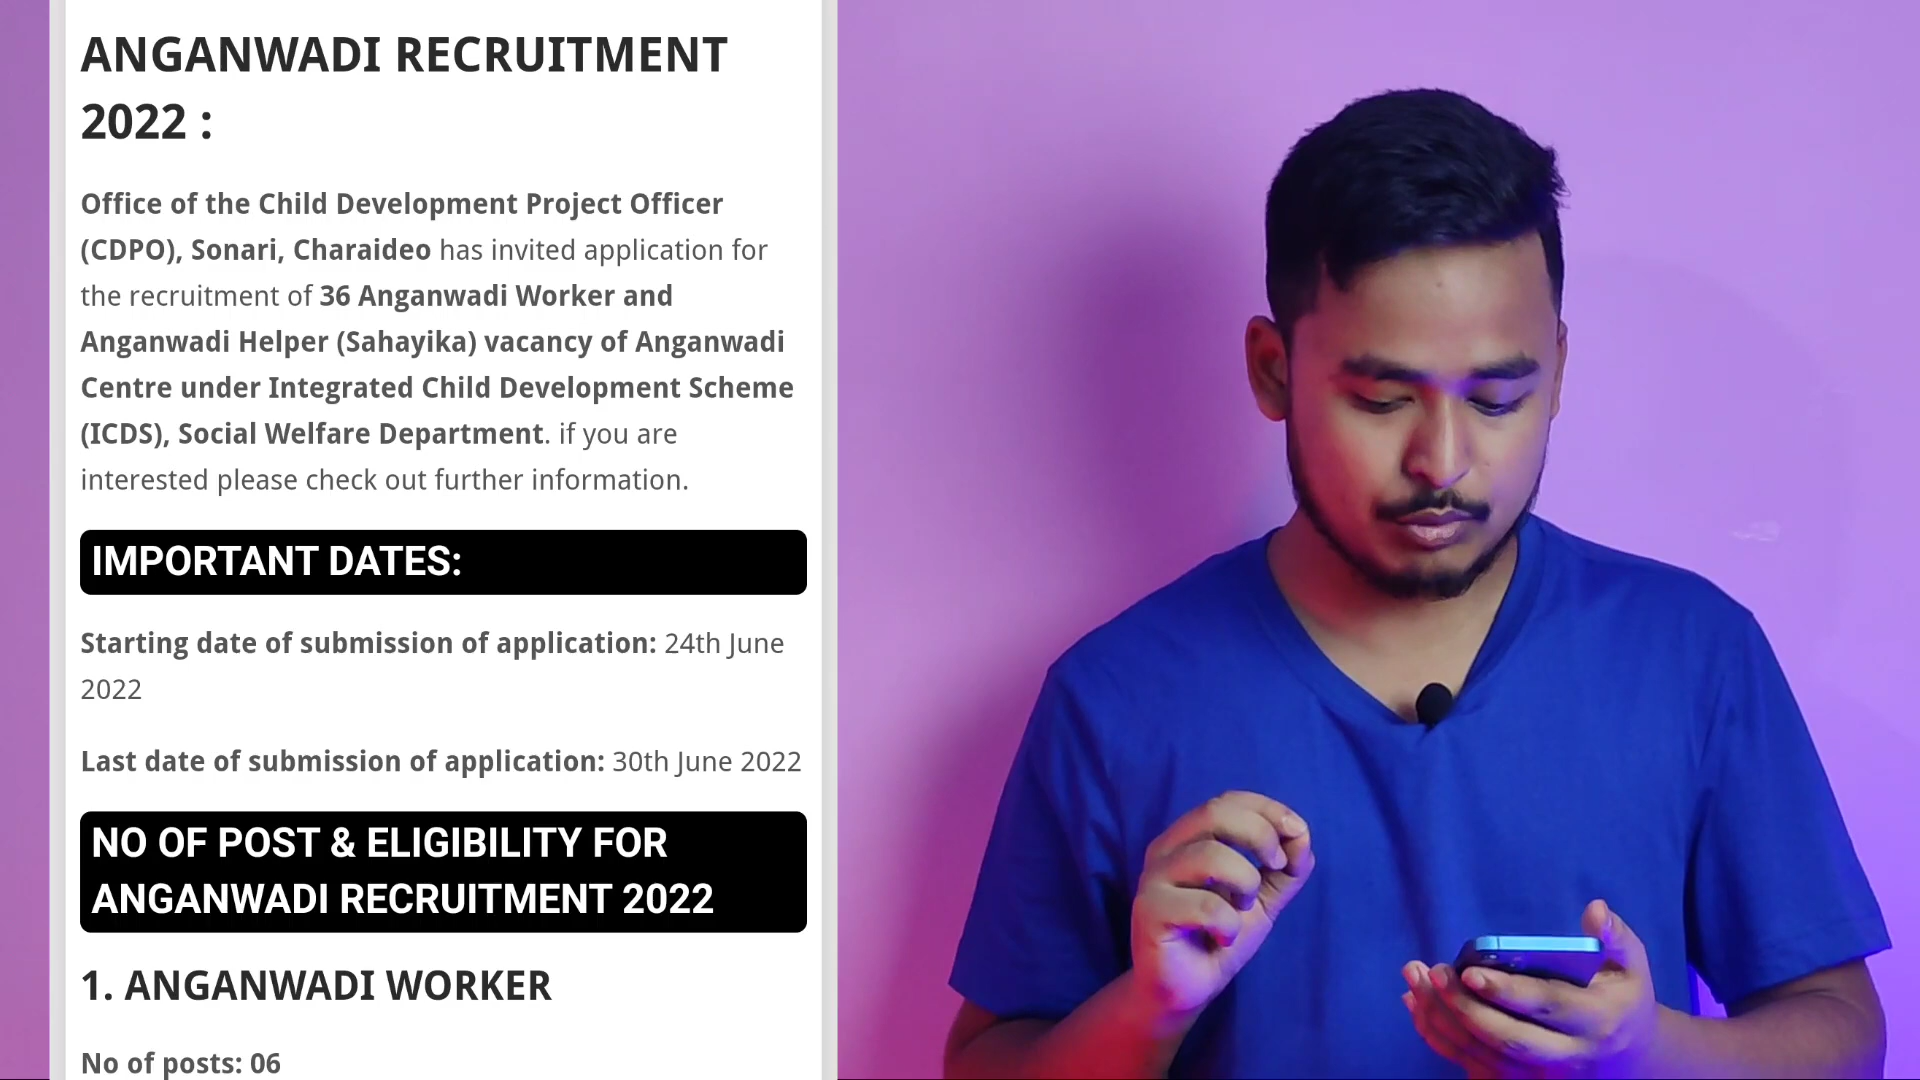 ANGANWADI RECRUITMENT
2022 :
Office of the Child Development Project Officer
(CDPO), Sonari, Charaideo has invited application for
the recruitment of 36 Anganwadi Worker and
Anganwadi Helper (Sahayika) vacancy of Anganwadi
Centre under Integrated Child Development Scheme
(ICDS), Social Welfare Department. if you are
interested please check out further information.
IMPORTANT DATES:
Starting date of submission of application: 24th June
2022
Last date of submission of application: 30th June 2022
NO OF POST & ELIGIBILITY FOR
ANGANWADI RECRUITMENT 2022
1. ANGANWADI WORKER
No of posts: 06